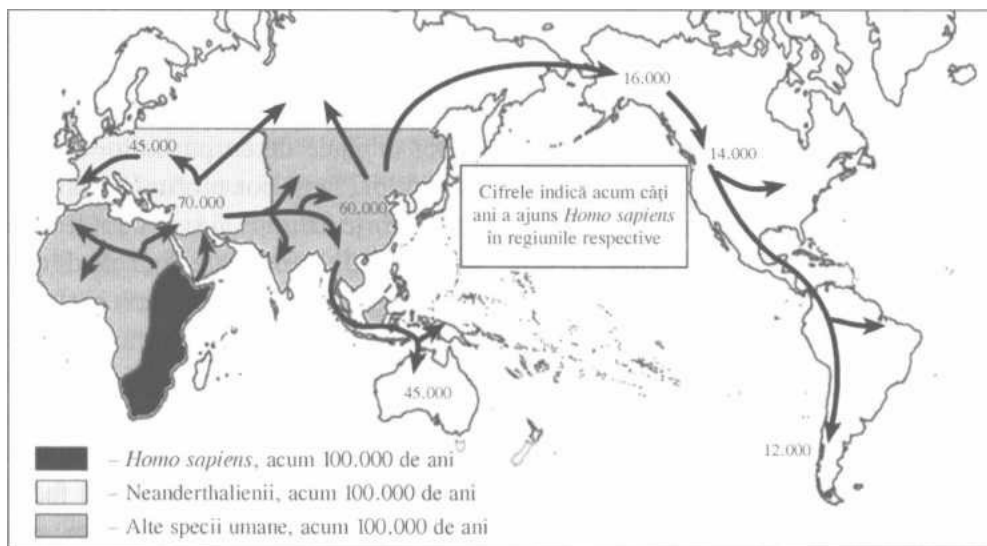 16.000
45.000
14.000
70.000
60.000
Cifrele indică acum câți
ani a ajuns Homo sapiens
în regiunile respective
45.000
12.000
– Homo sapiens, acum 100.000 de ani
– Neanderthalienii, acum 100.000 de ani
– Alte specii umane, acum 100.000 de ani